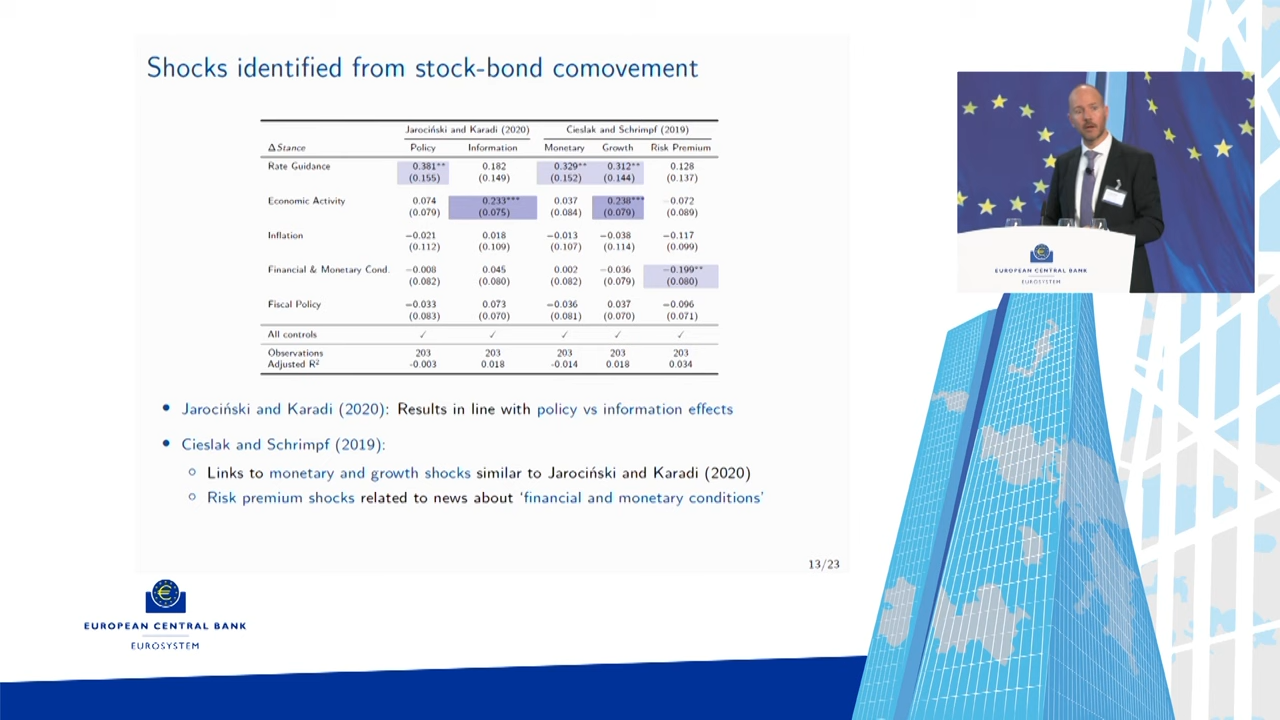 Shocks identified from stock-bond comovement
Jarociński and Karadi (2020) Cieslak and Schrimpf (2019)
Δ Stance Policy Information Monetary Growth Risk Premium
Rate Guidance 0.381** 0.182 0.329** 0.312** 0.128
(0.155) (0.149) (0.152) (0.144) (0.137)
Economic Activity 0.074 0.233*** 0.037 0.238*** -0.072
(0.079) (0.075) (0.084) (0.079) (0.089)
Inflation −0.021 0.018 −0.013 −0.038 −0.117
(0.112) (0.109) (0.107) (0.114) (0.099)
Financial & Monetary Cond. −0.008 0.045 0.002 −0.036 −0.199**
(0.082) (0.080) (0.082) (0.079) (0.080)
Fiscal Policy −0.033 0.073 −0.036 0.037 −0.096
(0.083) (0.070) (0.081) (0.070) (0.071)
All controls ✓ ✓ ✓ ✓ ✓
Observations 203 203 203 203 203
Adjusted R² -0.003 0.018 -0.014 0.018 0.034
• Jarociński and Karadi (2020): Results in line with policy vs information effects
• Cieslak and Schrimpf (2019):
○ Links to monetary and growth shocks similar to Jarociński and Karadi (2020)
○ Risk premium shocks related to news about ‘financial and monetary conditions’
13/23
EUROPEAN CENTRAL BANK
EUROSYSTEM
EUROPEAN CENTRAL BANK
EUROSYSTEM